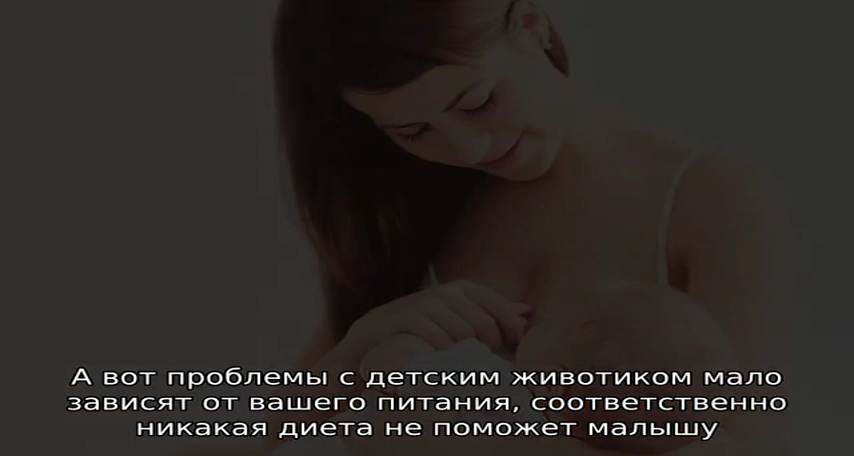 А вот проблемы с детским животиком мало
зависят от вашего питания, соответственно
никакая диета не поможет малышу